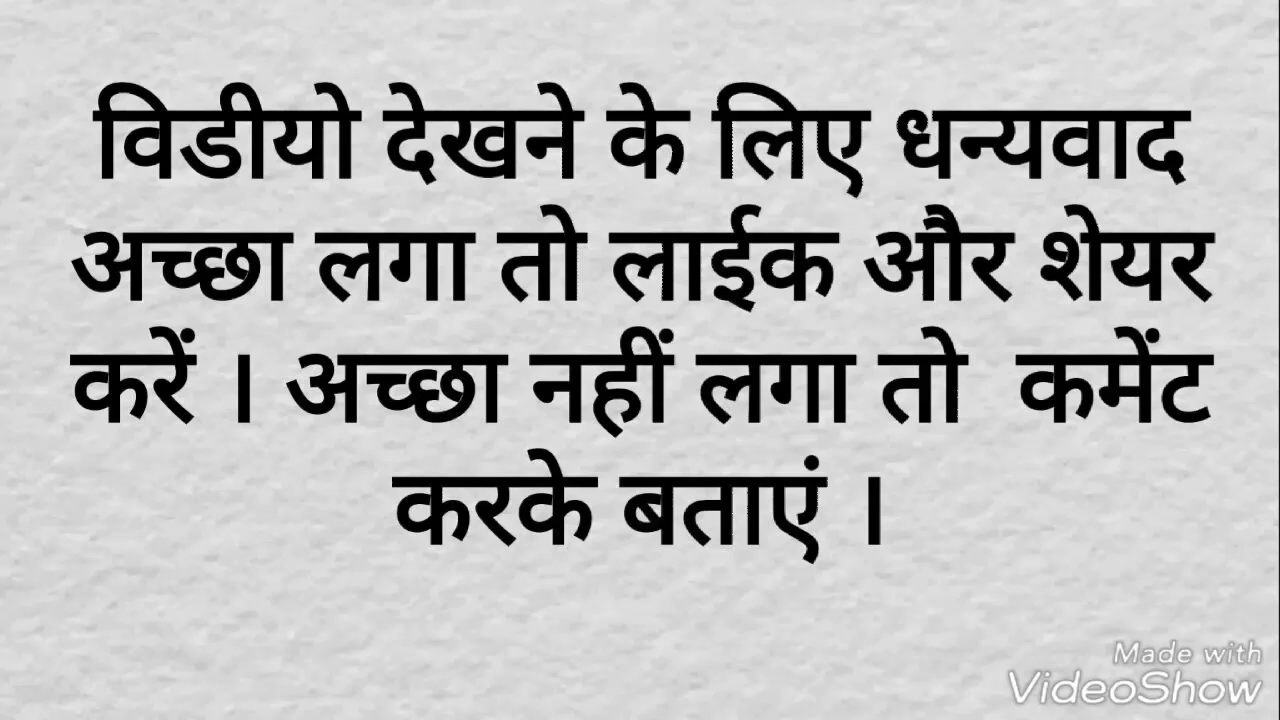 विडीयो देखने के लिए धन्यवाद
अच्छा लगा तो लाईक और शेयर
करें । अच्छा नहीं लगा तो  कमेंट
करके बताएं ।
Made with
VideoShow